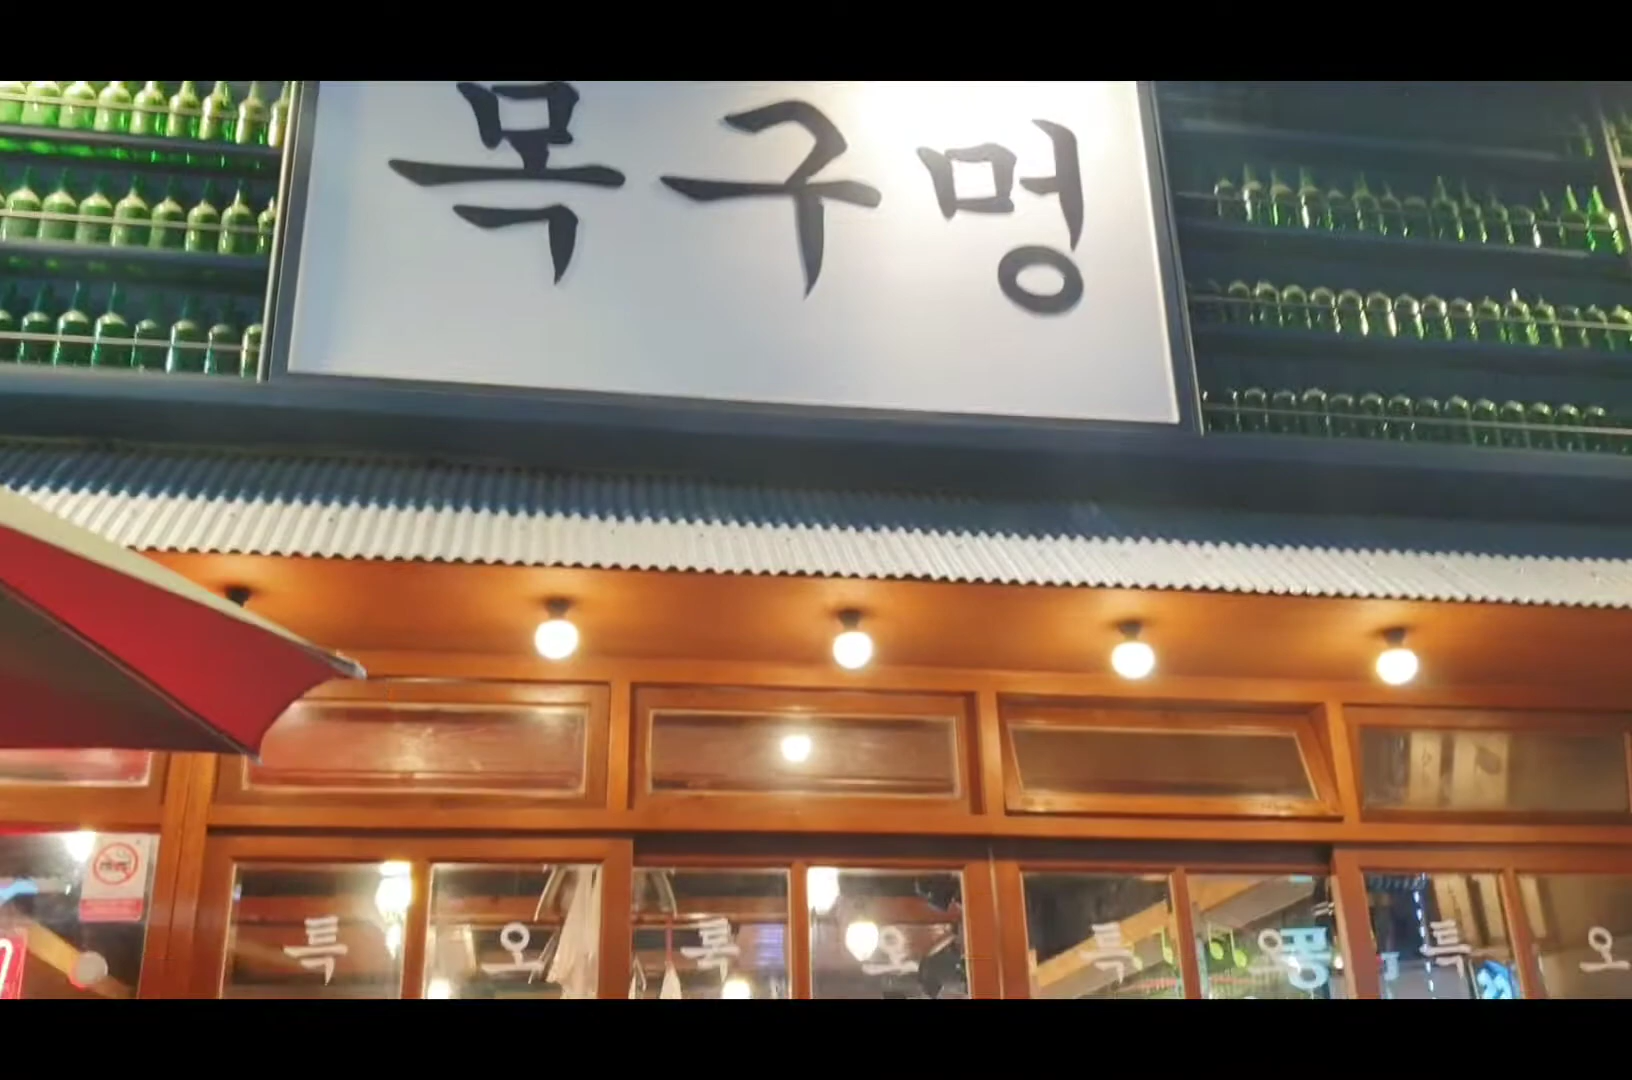 목구멍
특 오 특 오 특 오 특 오